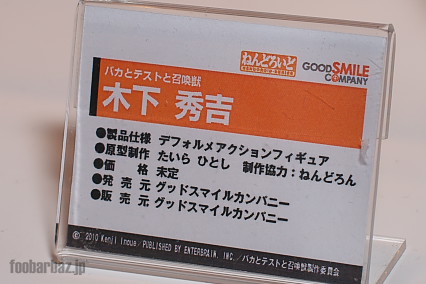 ねんどろいど
GOOD SMILE COMPANY
バカとテストと召喚獣
木下 秀吉
●製品仕様 デフォルメアクションフィギュア
●原型制作 たいら ひとし 制作協力:ねんどろん
●価 格 未定
●発 売 元 グッドスマイルカンパニー
●販 売 元 グッドスマイルカンパニー
© 2010 Kenji Inoue/PUBLISHED BY ENTERBRAIN, INC./バカとテストと召喚獣製作委員会
foobarbaz.jp